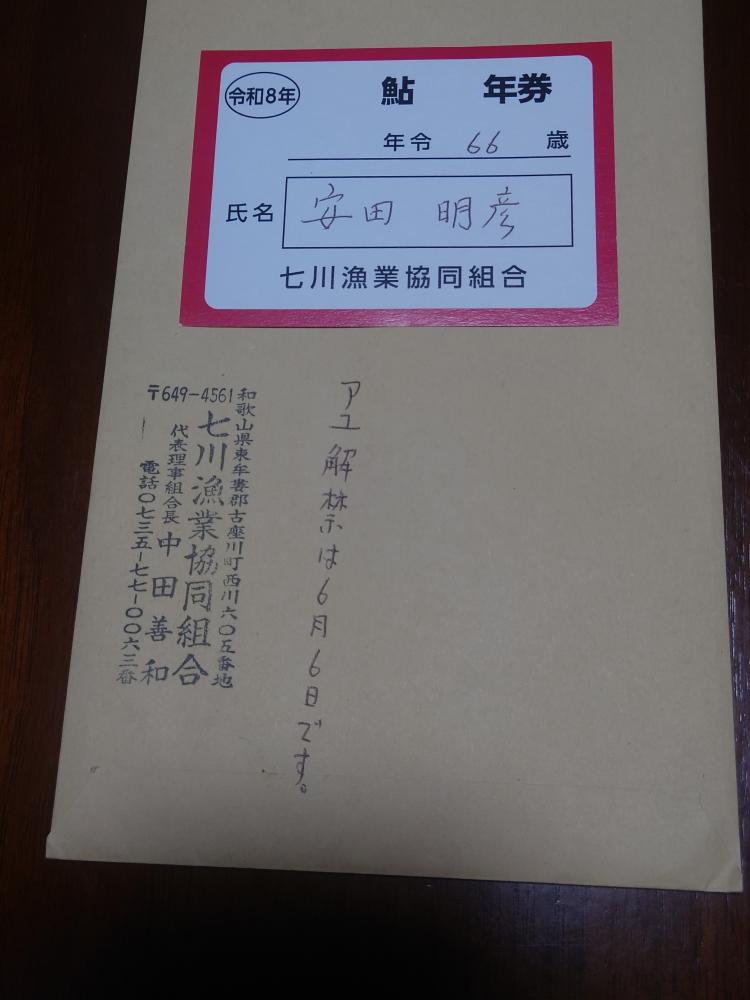 令和8年
鮎 年券
年令 66 歳
氏名 安田 明彦
七川漁業協同組合
アユ解禁は6月6日です。
〒649-4561
和歌山県東牟婁郡古座川町西川六〇五番地
七川漁業協同組合
代表理事組合長 中田善和
電話〇七三五-七七-〇〇六三番